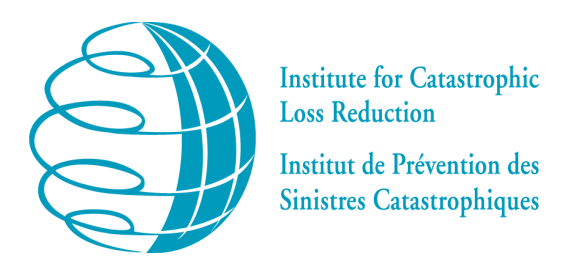 Institute for Catastrophic
Loss Reduction
Institut de Prévention des
Sinistres Catastrophiques